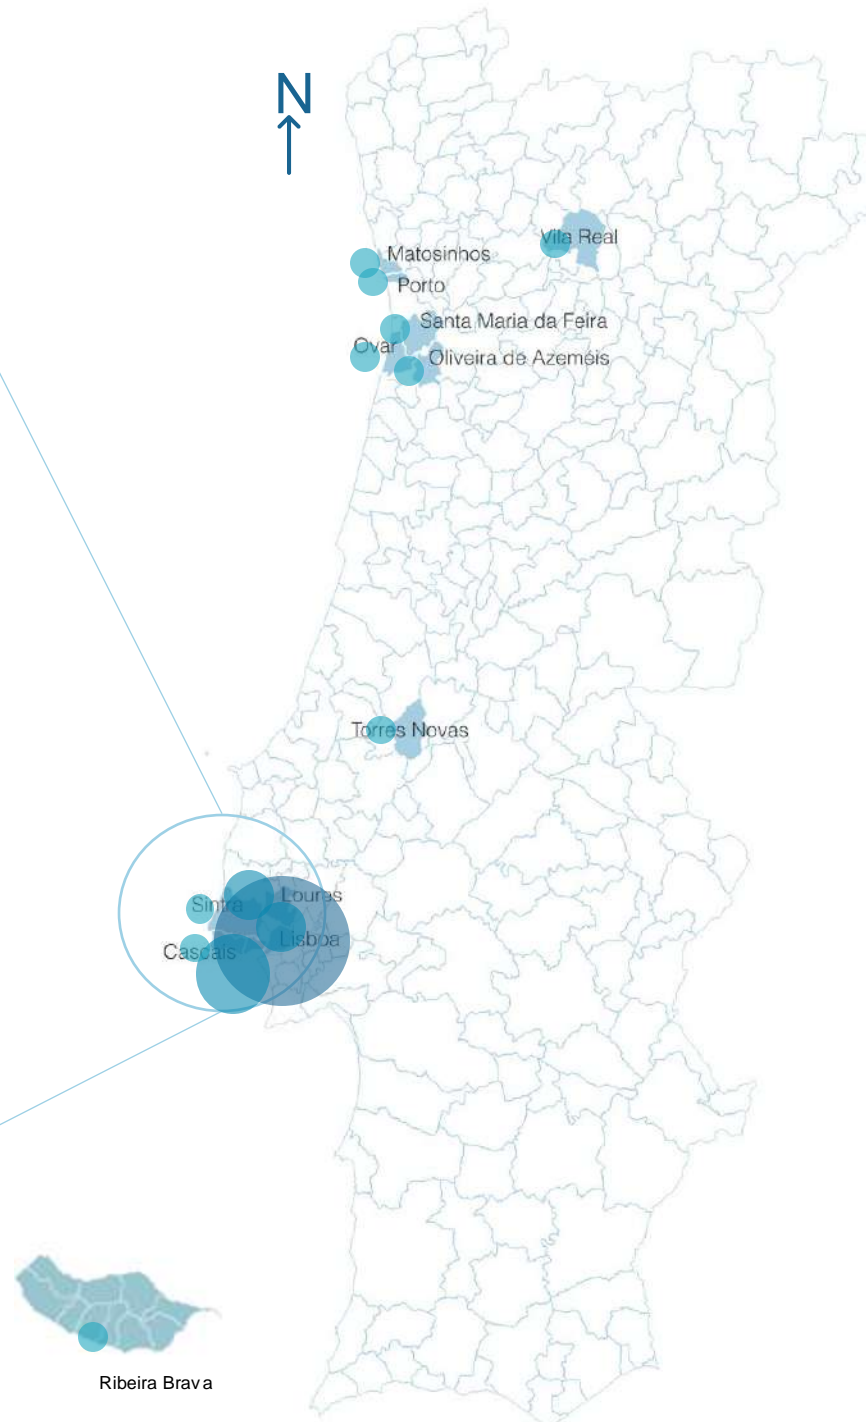 N
Vila Real
Matosinhos
Porto
Santa Maria da Feira
Ovar
Oliveira de Azeméis
Torres Novas
Sintra
Loures
Lisboa
Cascais
Ribeira Brava